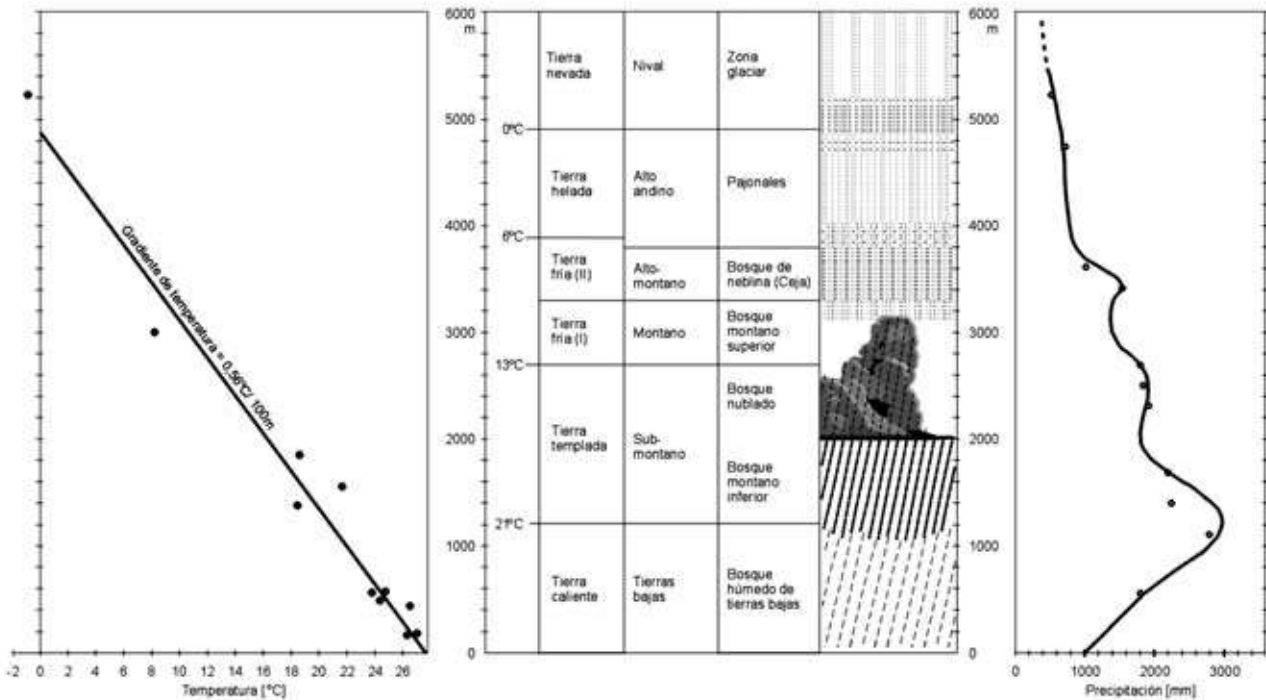 6000
m
5000
4000
3000
2000
1000
0
-2 0 2 4 6 8 10 12 14 16 18 20 22 24 26
Temperatura [°C]
Gradiente de temperatura = 0,56ºC/ 100m
Tierra
nevada
Nival
Zona
glaciar
0ºC
Tierra
helada
Alto
andino
Pajonales
6ºC
Tierra
fria (II)
Alto-
montano
Bosque de
neblina (Ceja)
Tierra
fria (I)
Montano
Bosque
montano
superior
13ºC
Tierra
templada
Sub-
montano
Bosque
nublado
Bosque
montano
inferior
21ºC
Tierra
caliente
Tierras
bajas
Bosque
húmedo de
tierras bajas
6000
m
5000
4000
3000
2000
1000
0
0 1000 2000 3000
Precipitación [mm]